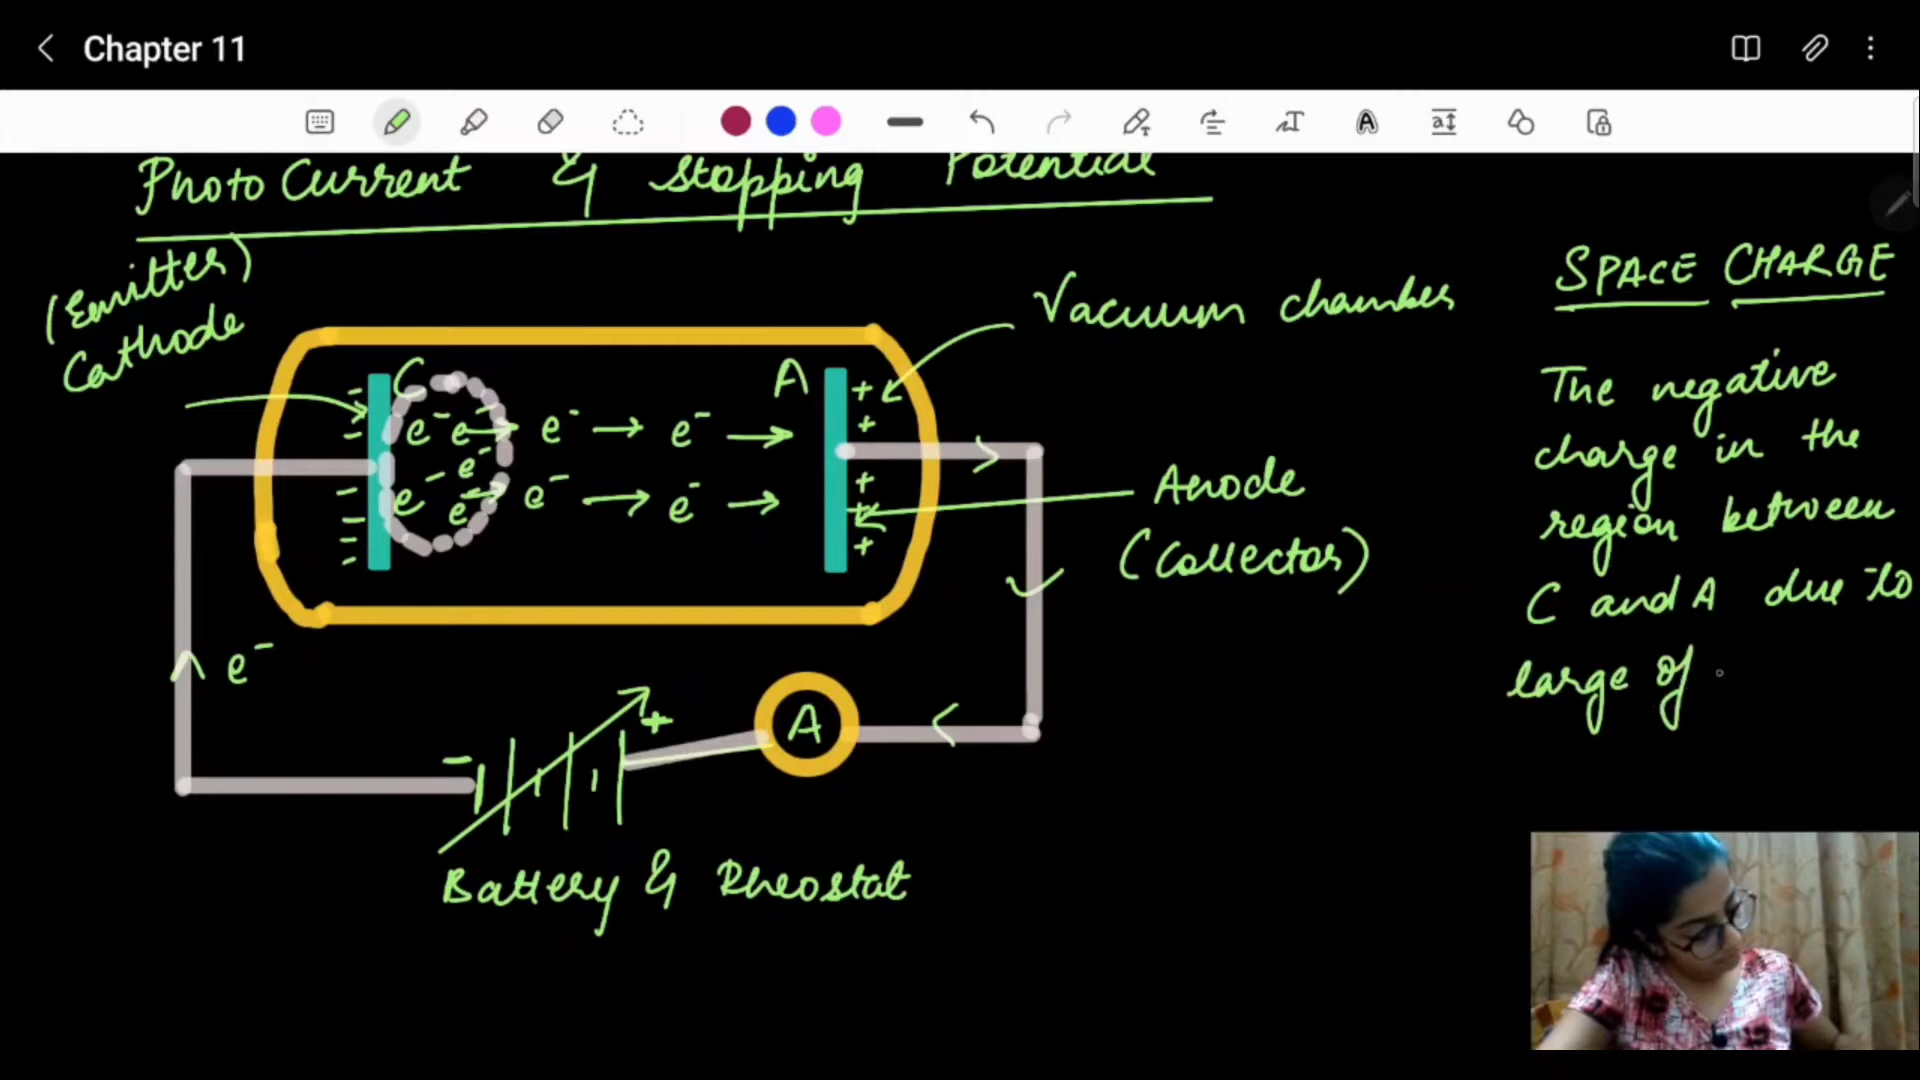 Chapter 11
Photo Current & Stopping Potential
(Emitter)
Cathode
Vacuum chamber
SPACE CHARGE
The negative
charge in the
region between
C and A due to
large of
C
A
- - - - - - -
+ + + + +
e⁻ e⁻ → e⁻ → e⁻ →
e⁻
e⁻ e⁻ → e⁻ → e⁻ →
Anode
(Collector)
e⁻
- +
A
Battery & Rheostat